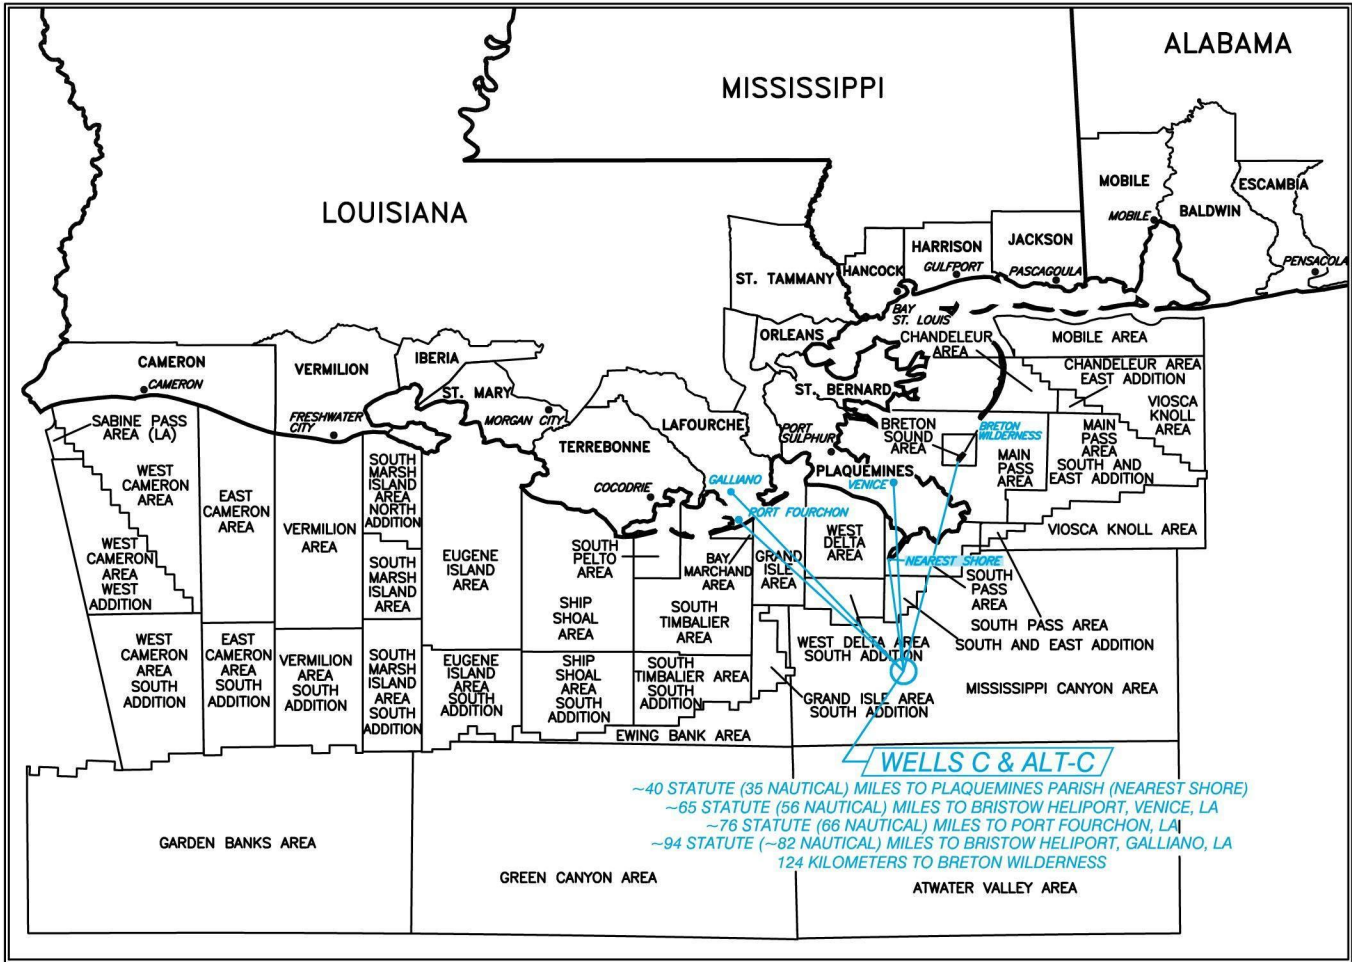 ALABAMA
MISSISSIPPI
LOUISIANA
MOBILE
MOBILE
BALDWIN
ESCAMBIA
PENSACOLA
ST. TAMMANY
HANCOCK
HARRISON
GULFPORT
JACKSON
PASCAGOULA
BAY
ST. LOUIS
ORLEANS
CHANDELEUR
AREA
MOBILE AREA
CHANDELEUR AREA
EAST ADDITION
VIOSCA
KNOLL
AREA
CAMERON
CAMERON
VERMILION
FRESHWATER
CITY
IBERIA
ST. MARY
MORGAN CITY
TERREBONNE
COCODRIE
LAFOURCHE
GALLIANO
PORT FOURCHON
ST. BERNARD
PORT
SULPHUR
PLAQUEMINES
VENICE
BRETON
SOUND
AREA
BRETON
WILDERNESS
MAIN
PASS
AREA
MAIN
PASS
AREA
SOUTH AND
EAST ADDITION
VIOSCA KNOLL AREA
SABINE PASS
AREA (LA)
WEST
CAMERON
AREA
WEST
CAMERON
AREA
WEST
ADDITION
WEST
CAMERON
AREA
SOUTH
ADDITION
EAST
CAMERON
AREA
EAST
CAMERON
AREA
SOUTH
ADDITION
VERMILION
AREA
VERMILION
AREA
SOUTH
ADDITION
SOUTH
MARSH
ISLAND
AREA
NORTH
ADDITION
SOUTH
MARSH
ISLAND
AREA
SOUTH
MARSH
ISLAND
AREA
SOUTH
ADDITION
EUGENE
ISLAND
AREA
EUGENE
ISLAND
AREA
SOUTH
ADDITION
SHIP
SHOAL
AREA
SHIP
SHOAL
AREA
SOUTH
ADDITION
SOUTH
PELTO
AREA
BAY
MARCHAND
AREA
SOUTH
TIMBALIER
AREA
SOUTH
TIMBALIER AREA
SOUTH
ADDITION
GRAND
ISLE
AREA
WEST
DELTA
AREA
NEAREST SHORE
SOUTH
PASS
AREA
SOUTH PASS AREA
SOUTH AND EAST ADDITION
WEST DELTA AREA
SOUTH ADDITION
GRAND ISLE AREA
SOUTH ADDITION
MISSISSIPPI CANYON AREA
EWING BANK AREA
WELLS C & ALT-C
~40 STATUTE (35 NAUTICAL) MILES TO PLAQUEMINES PARISH (NEAREST SHORE)
~65 STATUTE (56 NAUTICAL) MILES TO BRISTOW HELIPORT, VENICE, LA
~76 STATUTE (66 NAUTICAL) MILES TO PORT FOURCHON, LA
~94 STATUTE (~82 NAUTICAL) MILES TO BRISTOW HELIPORT, GALLIANO, LA
124 KILOMETERS TO BRETON WILDERNESS
GARDEN BANKS AREA
GREEN CANYON AREA
ATWATER VALLEY AREA